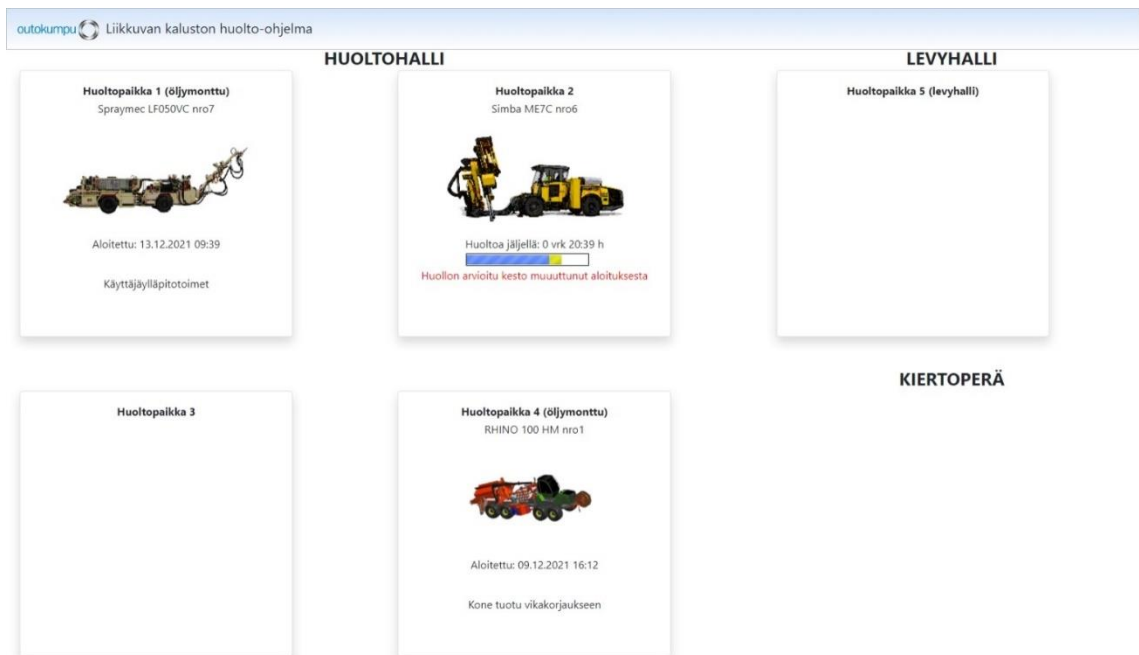 outokumpu Liikkuvan kaluston huolto-ohjelma
HUOLTOHALLI
LEVYHALLI
Huoltopaikka 1 (öljymonttu)
Spraymec LF050VC nro7
Aloitettu: 13.12.2021 09:39
Käyttäjäylläpitotoimet
Huoltopaikka 2
Simba ME7C nro6
Huoltoa jäljellä: 0 vrk 20:39 h
Huollon arvioitu kesto muuuttunut aloituksesta
Huoltopaikka 5 (levyhalli)
KIERTOPERÄ
Huoltopaikka 3
Huoltopaikka 4 (öljymonttu)
RHINO 100 HM nro1
Aloitettu: 09.12.2021 16:12
Kone tuotu vikakorjaukseen